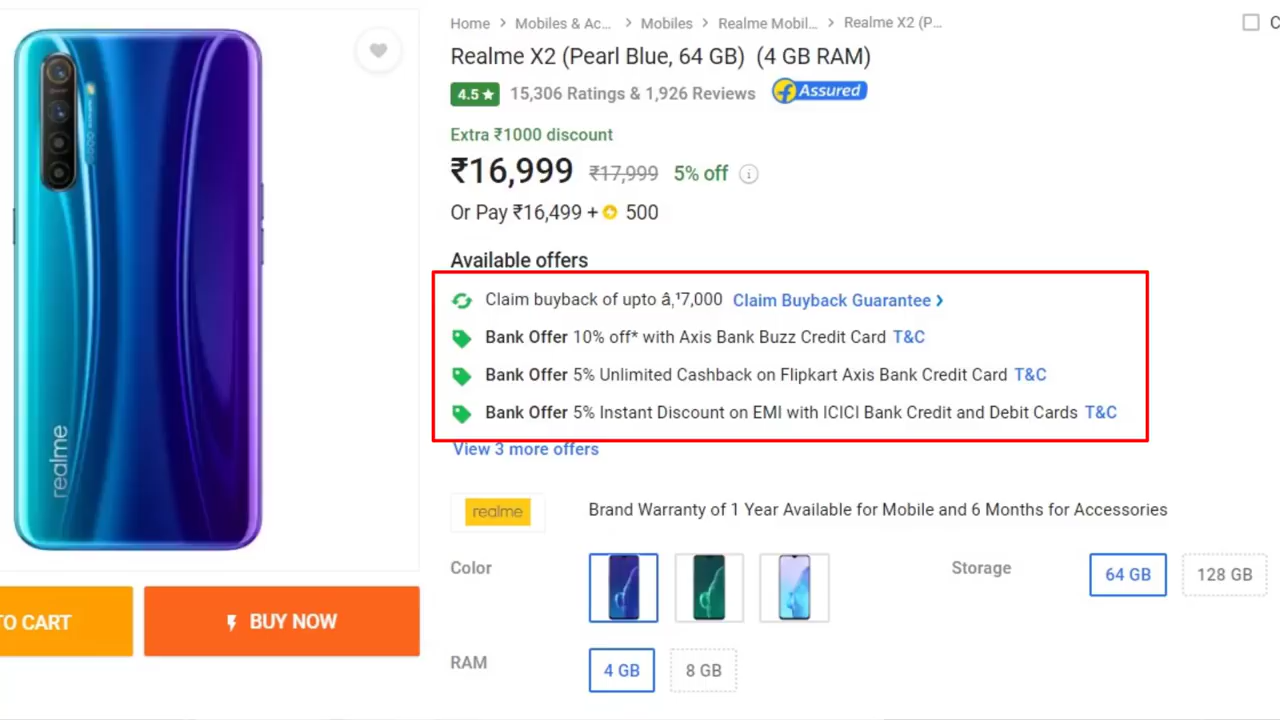 Home > Mobiles & Ac... > Mobiles > Realme Mobil... > Realme X2 (P...
C
Realme X2 (Pearl Blue, 64 GB) (4 GB RAM)
4.5★ 15,306 Ratings & 1,926 Reviews f Assured
Extra ₹1000 discount
₹16,999 ₹17,999 5% off i
Or Pay ₹16,499 + 500
Available offers
Claim buyback of upto â‚¹7,000 Claim Buyback Guarantee >
Bank Offer 10% off* with Axis Bank Buzz Credit Card T&C
Bank Offer 5% Unlimited Cashback on Flipkart Axis Bank Credit Card T&C
Bank Offer 5% Instant Discount on EMI with ICICI Bank Credit and Debit Cards T&C
View 3 more offers
realme
realme Brand Warranty of 1 Year Available for Mobile and 6 Months for Accessories
Color
Storage 64 GB 128 GB
TO CART BUY NOW
RAM 4 GB 8 GB